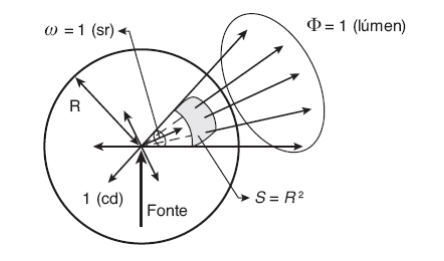 ω = 1 (sr)
Φ = 1 (lúmen)
R
1 (cd)
Fonte
S = R²